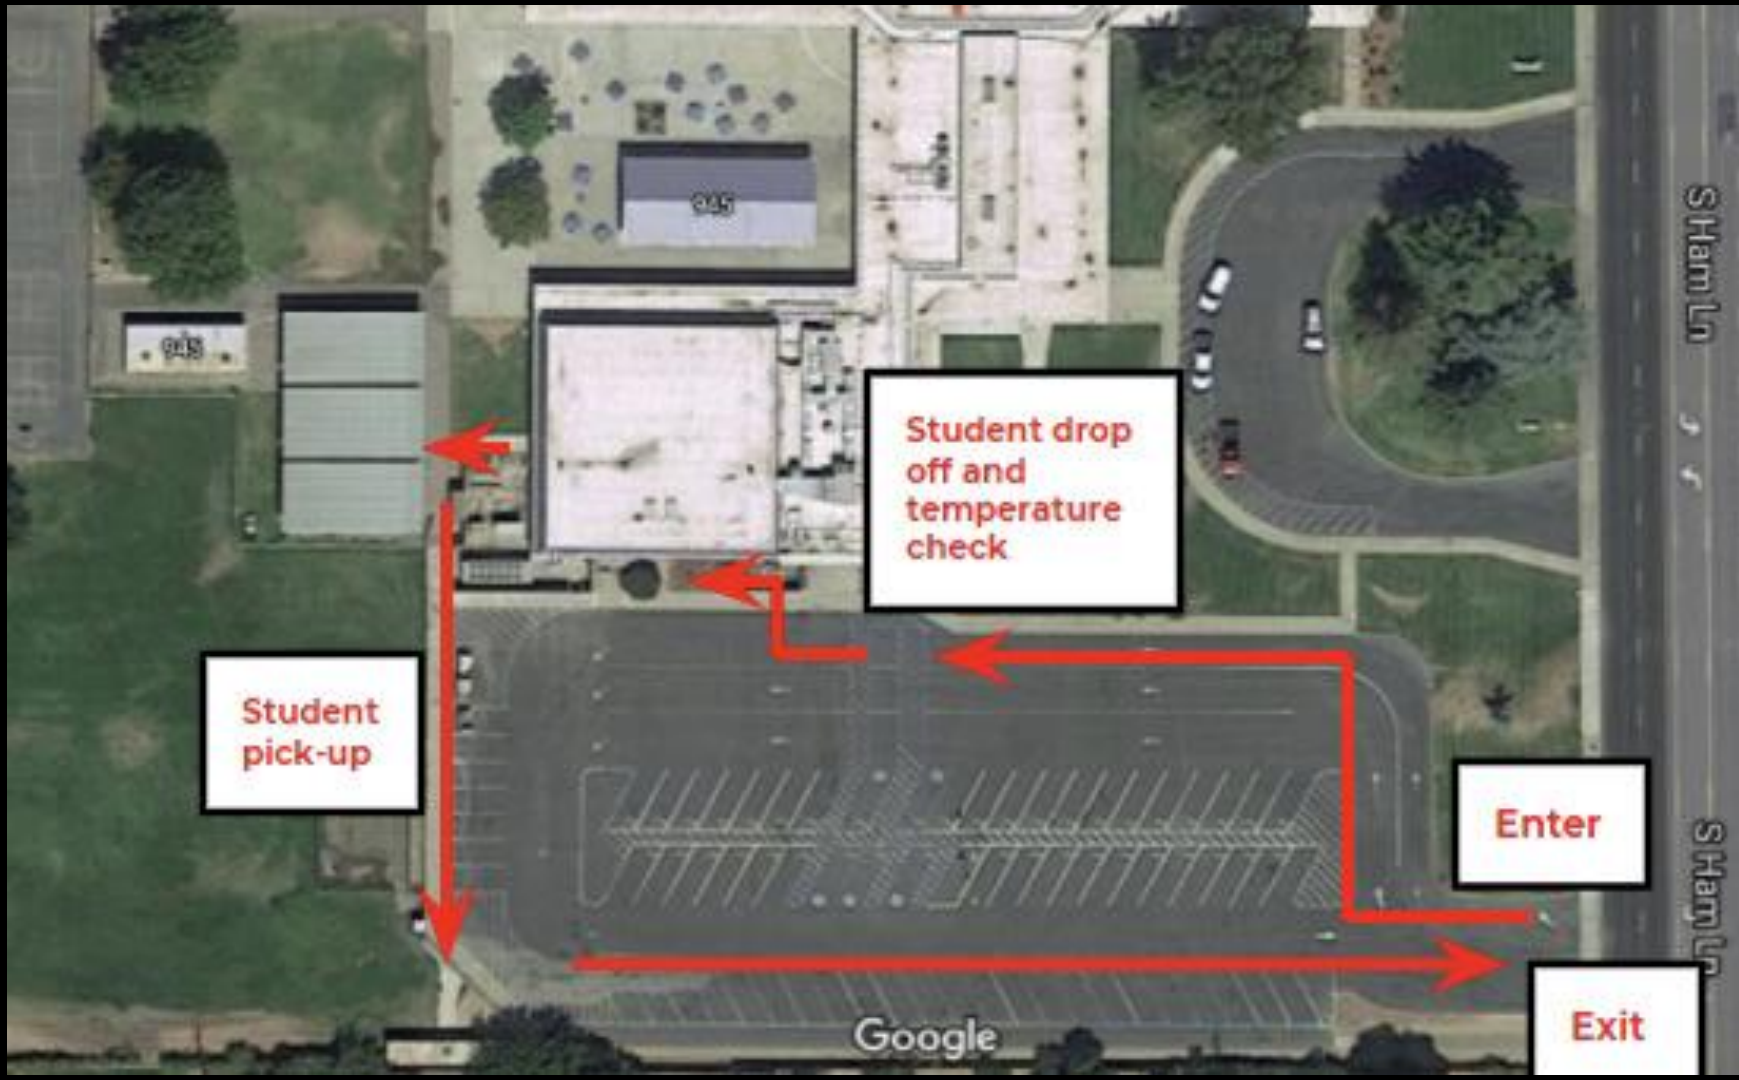 945
S Ham Ln
945
Student drop
off and
temperature
check
Student
pick-up
Enter
S Ham Ln
Exit
Google